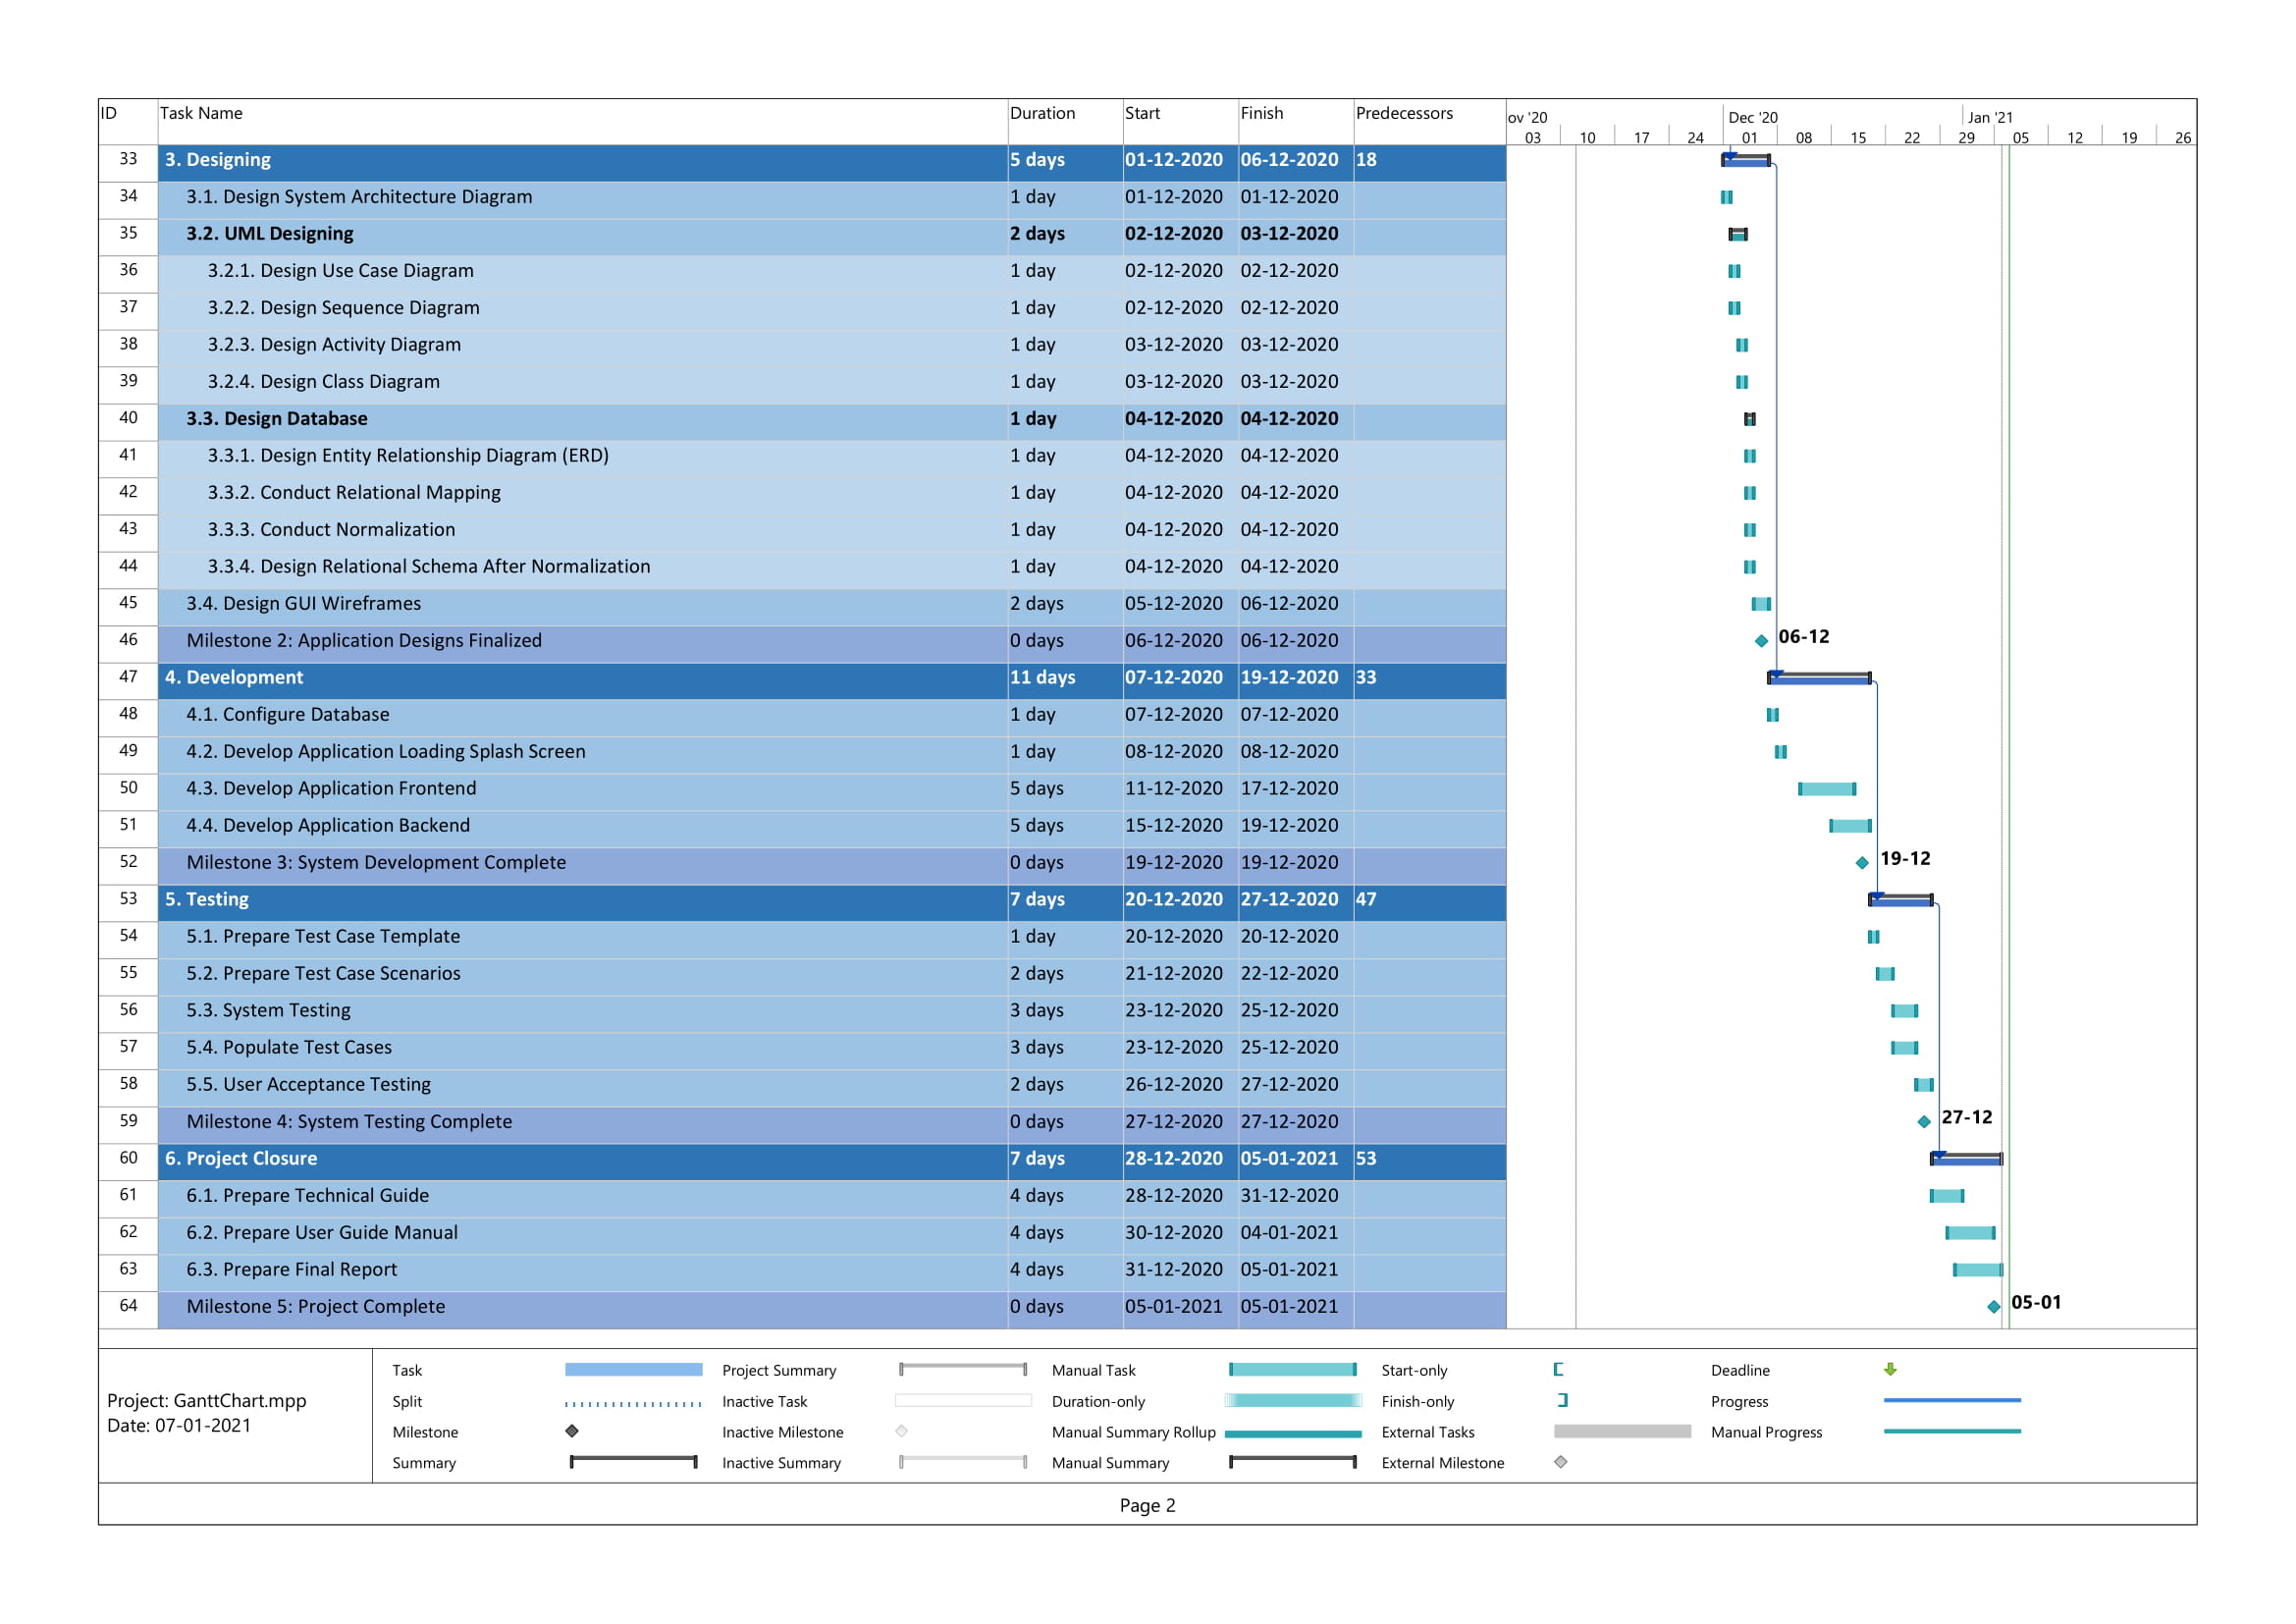 ID Task Name Duration Start Finish Predecessors ov '20 Dec '20 Jan '21
03 10 17 24 01 08 15 22 29 05 12 19 26
33 3. Designing 5 days 01-12-2020 06-12-2020 18
34 3.1. Design System Architecture Diagram 1 day 01-12-2020 01-12-2020
35 3.2. UML Designing 2 days 02-12-2020 03-12-2020
36 3.2.1. Design Use Case Diagram 1 day 02-12-2020 02-12-2020
37 3.2.2. Design Sequence Diagram 1 day 02-12-2020 02-12-2020
38 3.2.3. Design Activity Diagram 1 day 03-12-2020 03-12-2020
39 3.2.4. Design Class Diagram 1 day 03-12-2020 03-12-2020
40 3.3. Design Database 1 day 04-12-2020 04-12-2020
41 3.3.1. Design Entity Relationship Diagram (ERD) 1 day 04-12-2020 04-12-2020
42 3.3.2. Conduct Relational Mapping 1 day 04-12-2020 04-12-2020
43 3.3.3. Conduct Normalization 1 day 04-12-2020 04-12-2020
44 3.3.4. Design Relational Schema After Normalization 1 day 04-12-2020 04-12-2020
45 3.4. Design GUI Wireframes 2 days 05-12-2020 06-12-2020
46 Milestone 2: Application Designs Finalized 0 days 06-12-2020 06-12-2020 06-12
47 4. Development 11 days 07-12-2020 19-12-2020 33
48 4.1. Configure Database 1 day 07-12-2020 07-12-2020
49 4.2. Develop Application Loading Splash Screen 1 day 08-12-2020 08-12-2020
50 4.3. Develop Application Frontend 5 days 11-12-2020 17-12-2020
51 4.4. Develop Application Backend 5 days 15-12-2020 19-12-2020
52 Milestone 3: System Development Complete 0 days 19-12-2020 19-12-2020 19-12
53 5. Testing 7 days 20-12-2020 27-12-2020 47
54 5.1. Prepare Test Case Template 1 day 20-12-2020 20-12-2020
55 5.2. Prepare Test Case Scenarios 2 days 21-12-2020 22-12-2020
56 5.3. System Testing 3 days 23-12-2020 25-12-2020
57 5.4. Populate Test Cases 3 days 23-12-2020 25-12-2020
58 5.5. User Acceptance Testing 2 days 26-12-2020 27-12-2020
59 Milestone 4: System Testing Complete 0 days 27-12-2020 27-12-2020 27-12
60 6. Project Closure 7 days 28-12-2020 05-01-2021 53
61 6.1. Prepare Technical Guide 4 days 28-12-2020 31-12-2020
62 6.2. Prepare User Guide Manual 4 days 30-12-2020 04-01-2021
63 6.3. Prepare Final Report 4 days 31-12-2020 05-01-2021
64 Milestone 5: Project Complete 0 days 05-01-2021 05-01-2021 05-01
Project: GanttChart.mpp
Date: 07-01-2021
Task Project Summary Manual Task Start-only Deadline
Split Inactive Task Duration-only Finish-only Progress
Milestone Inactive Milestone Manual Summary Rollup External Tasks Manual Progress
Summary Inactive Summary Manual Summary External Milestone
Page 2